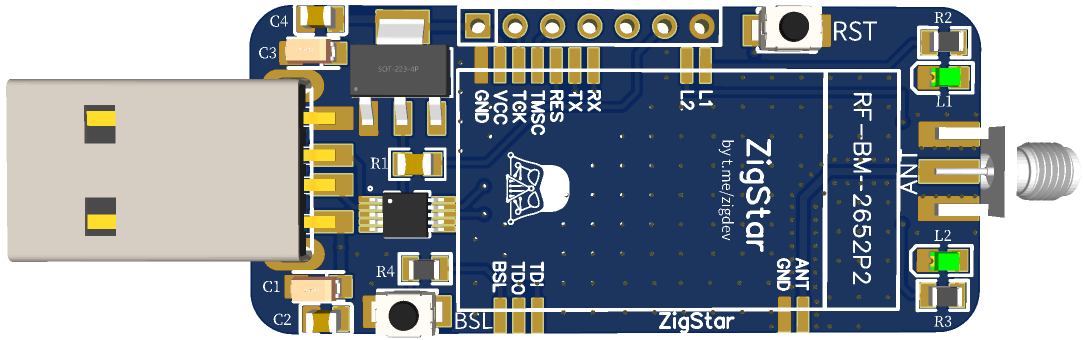 C4
C3
SOT-223-4P
RST
R2
L1
GND
VCC
TCK
TMSC
RES
TX
RX
L2
L1
R1
ZigStar
by t.me/zigdev
RF-BM-2652P2
ANT
L2
R3
R4
C1
C2
BSL
BSL
TDO
TDI
GND
ANT
ZigStar